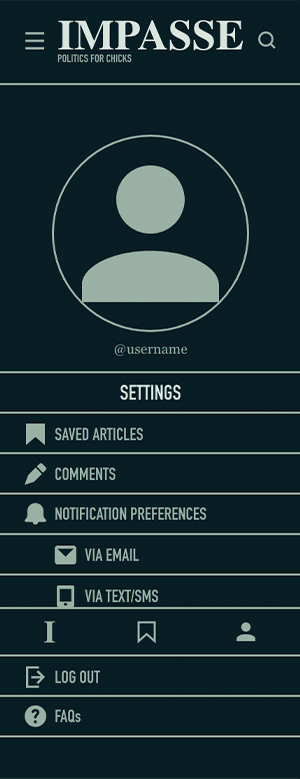 IMPASSE
POLITICS FOR CHICKS
@username
SETTINGS
SAVED ARTICLES
COMMENTS
NOTIFICATION PREFERENCES
VIA EMAIL
VIA TEXT/SMS
I
LOG OUT
? FAQs